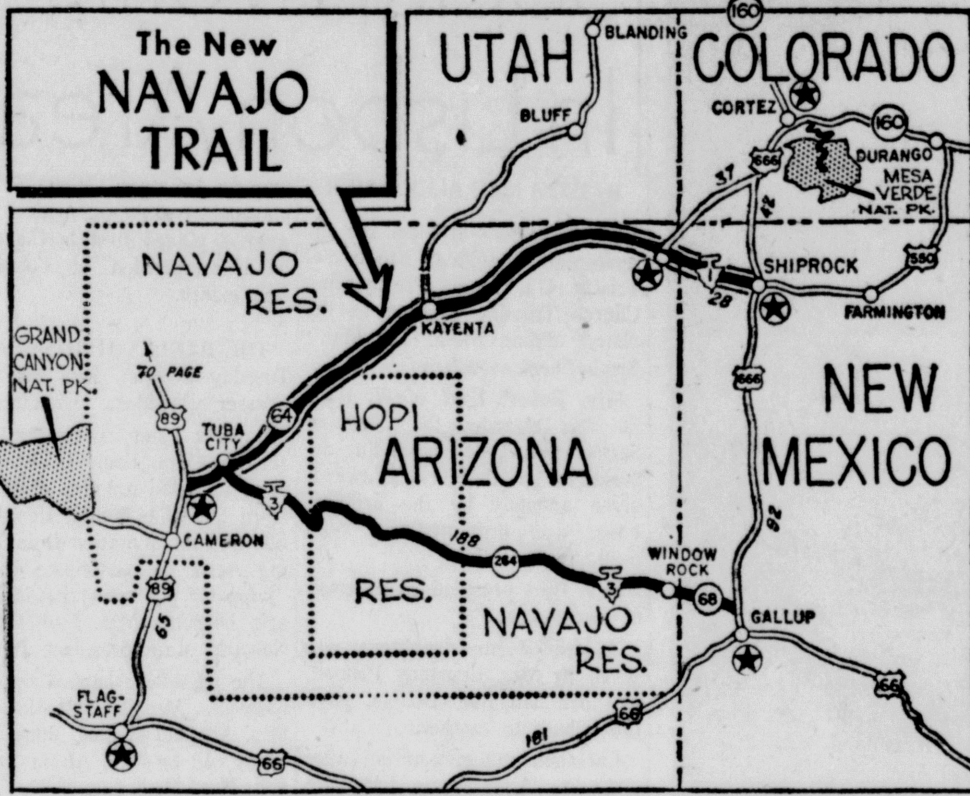 The New
NAVAJO
TRAIL
UTAH
BLANDING
BLUFF
160
COLORADO
CORTEZ
160
666
DURANGO
MESA
VERDE
NAT. PK.
37
42
550
NAVAJO
RES.
KAYENTA
1
28
SHIPROCK
FARMINGTON
GRAND
CANYON
NAT. PK.
TO PAGE
89
TUBA
CITY
64
HOPI
ARIZONA
666
NEW
MEXICO
3
CAMERON
188
264
92
WINDOW
ROCK
RES.
3
68
89
65
NAVAJO
RES.
GALLUP
FLAG-
STAFF
66
181
66
66